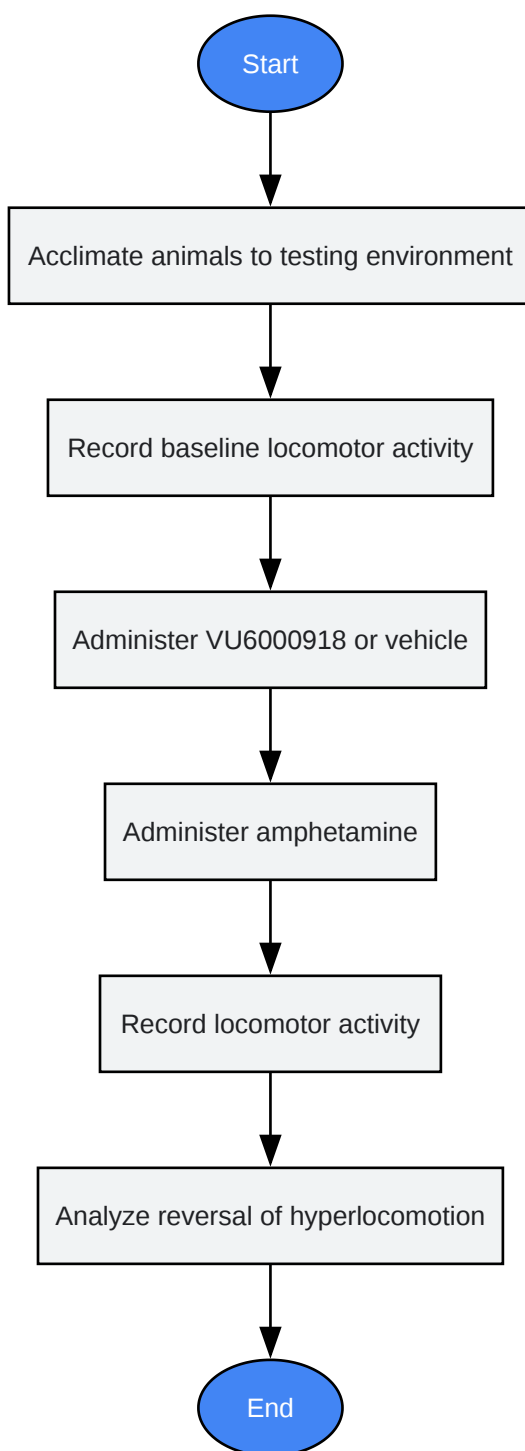 Start
Acclimate animals to testing environment
Record baseline locomotor activity
Administer VU6000918 or vehicle
Administer amphetamine
Record locomotor activity
Analyze reversal of hyperlocomotion
End